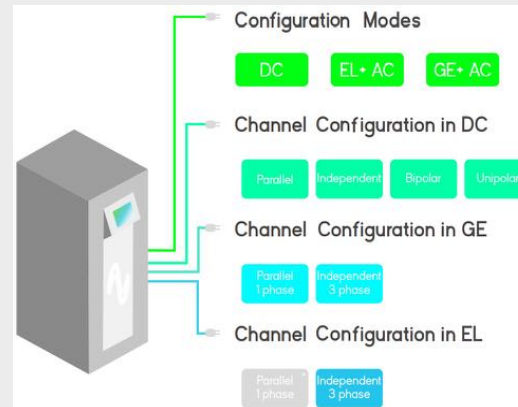 Configuration Modes
DC
EL+ AC
GE+ AC
Channel Configuration in DC
Parallel
Independent
Bipolar
Unipolar
Channel Configuration in GE
Parallel
1 phase
Independent
3 phase
Channel Configuration in EL
Parallel
1 phase
Independent
3 phase